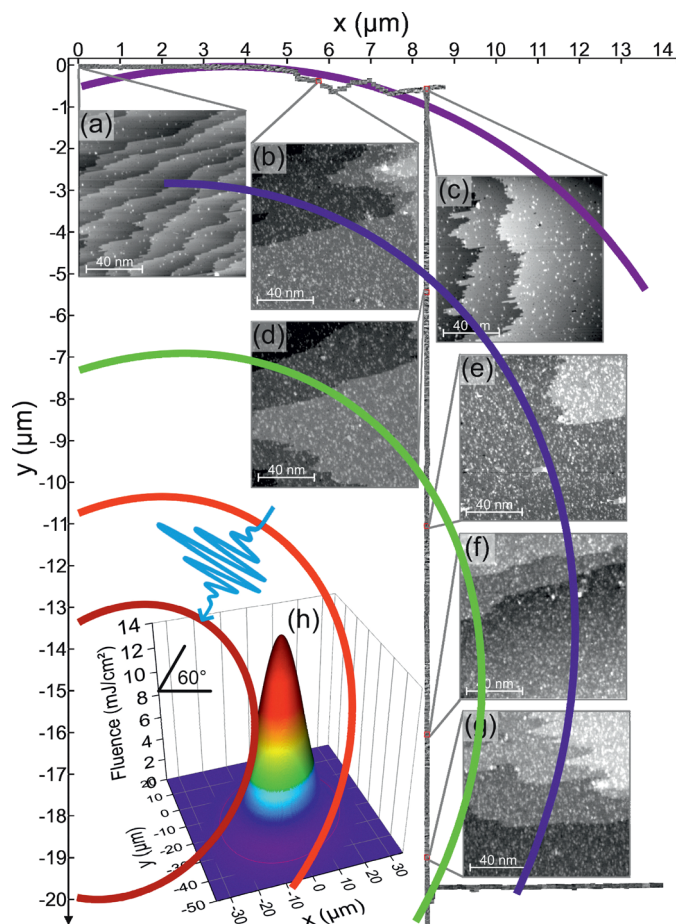 x (µm)
0 1 2 3 4 5 6 7 8 9 10 11 12 13 14
y (µm)
0
-1
-2
-3
-4
-5
-6
-7
-8
-9
-10
-11
-12
-13
-14
-15
-16
-17
-18
-19
-20
(a)
40 nm
(b)
40 nm
(c)
40 nm
(d)
40 nm
(e)
40 nm
(f)
40 nm
(g)
40 nm
(h)
Fluence (mJ/cm²)
14
12
10
8
6
4
2
0
60°
y (µm)
20
10
0
-10
-20
-50
x (µm)
-30
-20
-10
0
10
20
30